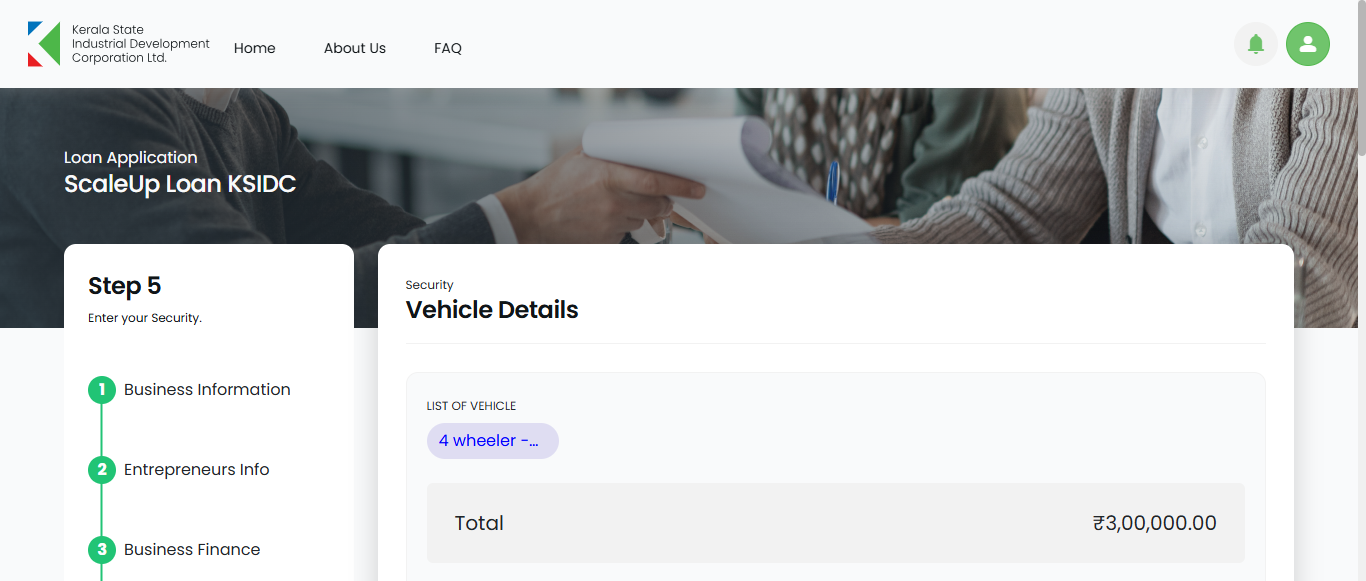 Kerala State
Industrial Development
Corporation Ltd.
Home
About Us
FAQ
Loan Application
ScaleUp Loan KSIDC
Step 5
Enter your Security.
1 Business Information
2 Entrepreneurs Info
3 Business Finance
Security
Vehicle Details
LIST OF VEHICLE
4 wheeler -...
Total ₹3,00,000.00